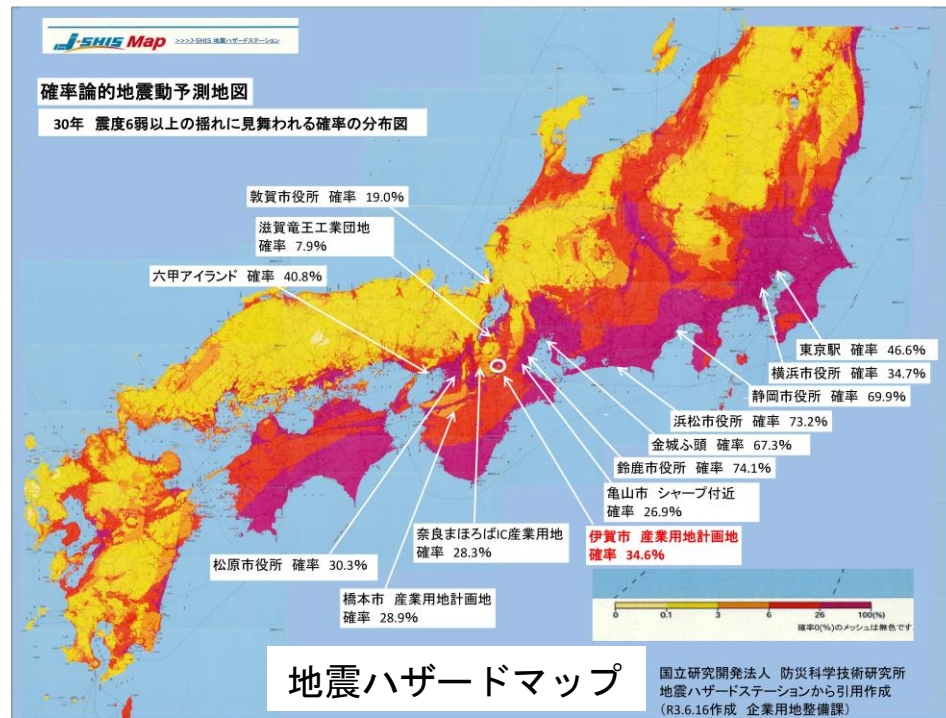 J-SHIS Map >>>J-SHIS 地震ハザードステーション
確率論的地震動予測地図
30年 震度6弱以上の揺れに見舞われる確率の分布図
敦賀市役所 確率 19.0%
滋賀竜王工業団地
確率 7.9%
六甲アイランド 確率 40.8%
東京駅 確率 46.6%
横浜市役所 確率 34.7%
静岡市役所 確率 69.9%
浜松市役所 確率 73.2%
金城ふ頭 確率 67.3%
鈴鹿市役所 確率 74.1%
亀山市 シャープ付近
確率 26.9%
奈良まほろばIC産業用地
確率 28.3%
伊賀市 産業用地計画地
確率 34.6%
松原市役所 確率 30.3%
橋本市 産業用地計画地
確率 28.9%
0 0.1 3 6 26 100(%)
確率0(%)のメッシュは無色です
地震ハザードマップ
国立研究開発法人 防災科学技術研究所
地震ハザードステーションから引用作成
(R3.6.16作成 企業用地整備課)